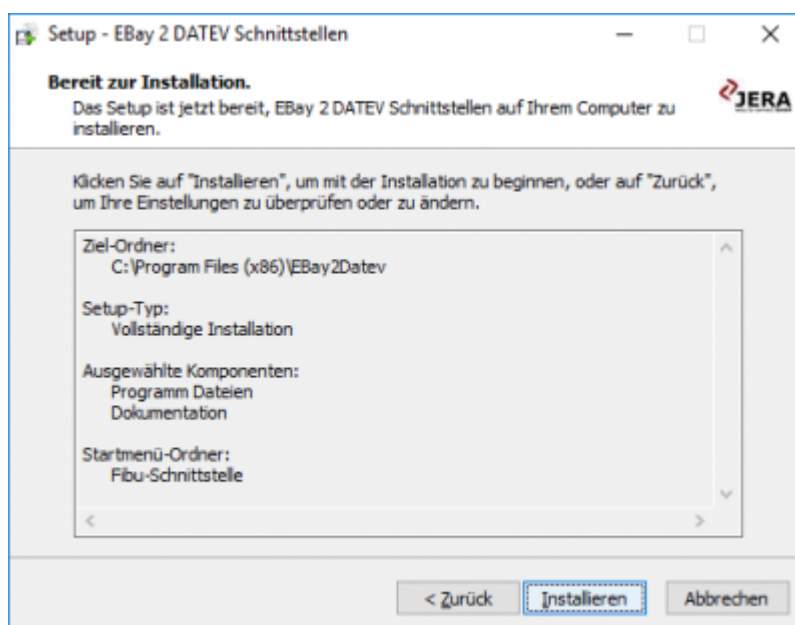 Setup - EBay 2 DATEV Schnittstellen
Bereit zur Installation.
Das Setup ist jetzt bereit, EBay 2 DATEV Schnittstellen auf Ihrem Computer zu
installieren.
JERA
Klicken Sie auf "Installieren", um mit der Installation zu beginnen, oder auf "Zurück",
um Ihre Einstellungen zu überprüfen oder zu ändern.
Ziel-Ordner:
C:\Program Files (x86)\EBay2Datev
Setup-Typ:
Vollständige Installation
Ausgewählte Komponenten:
Programm Dateien
Dokumentation
Startmenü-Ordner:
Fibu-Schnittstelle
< Zurück
Installieren
Abbrechen